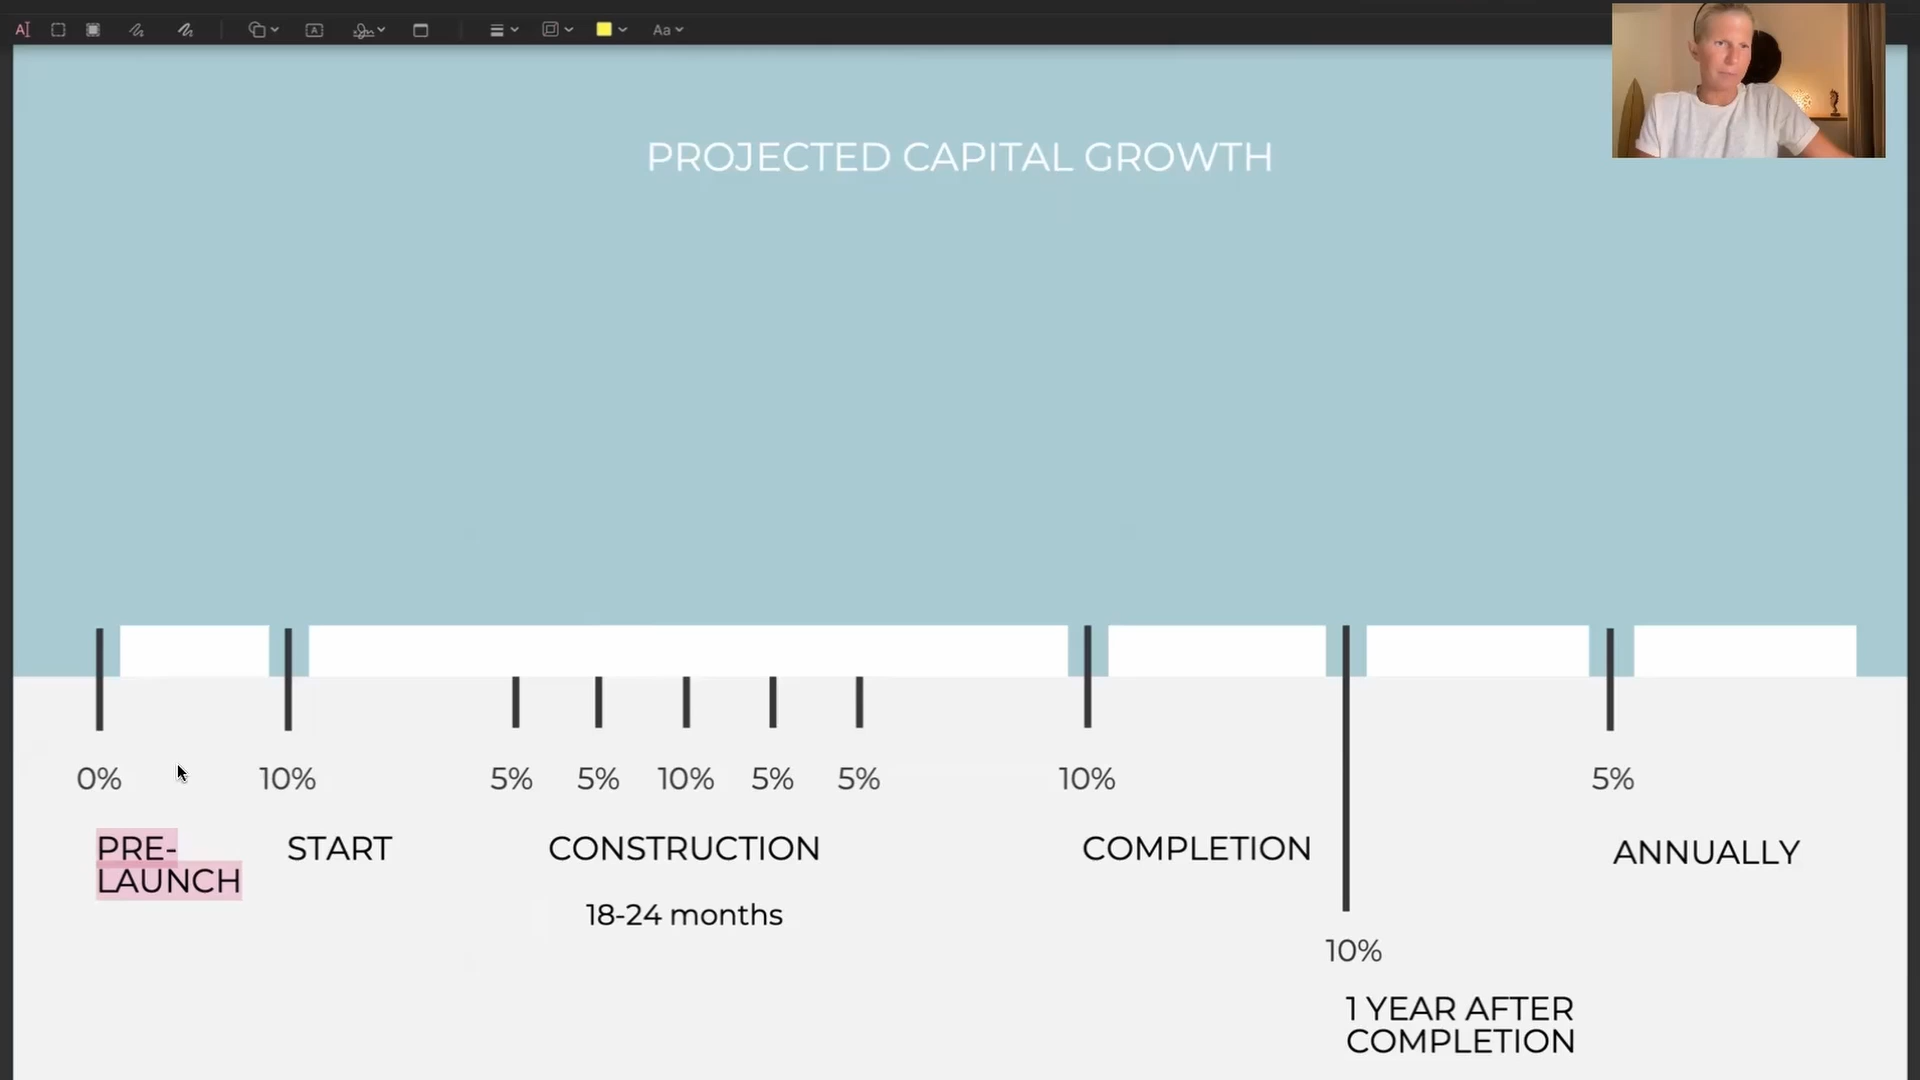 A
A
Aa
PROJECTED CAPITAL GROWTH
0% 10% 5% 5% 10% 5% 5% 10% 5%
PRE-
LAUNCH
START
CONSTRUCTION
18-24 months
COMPLETION
10%
1 YEAR AFTER
COMPLETION
ANNUALLY